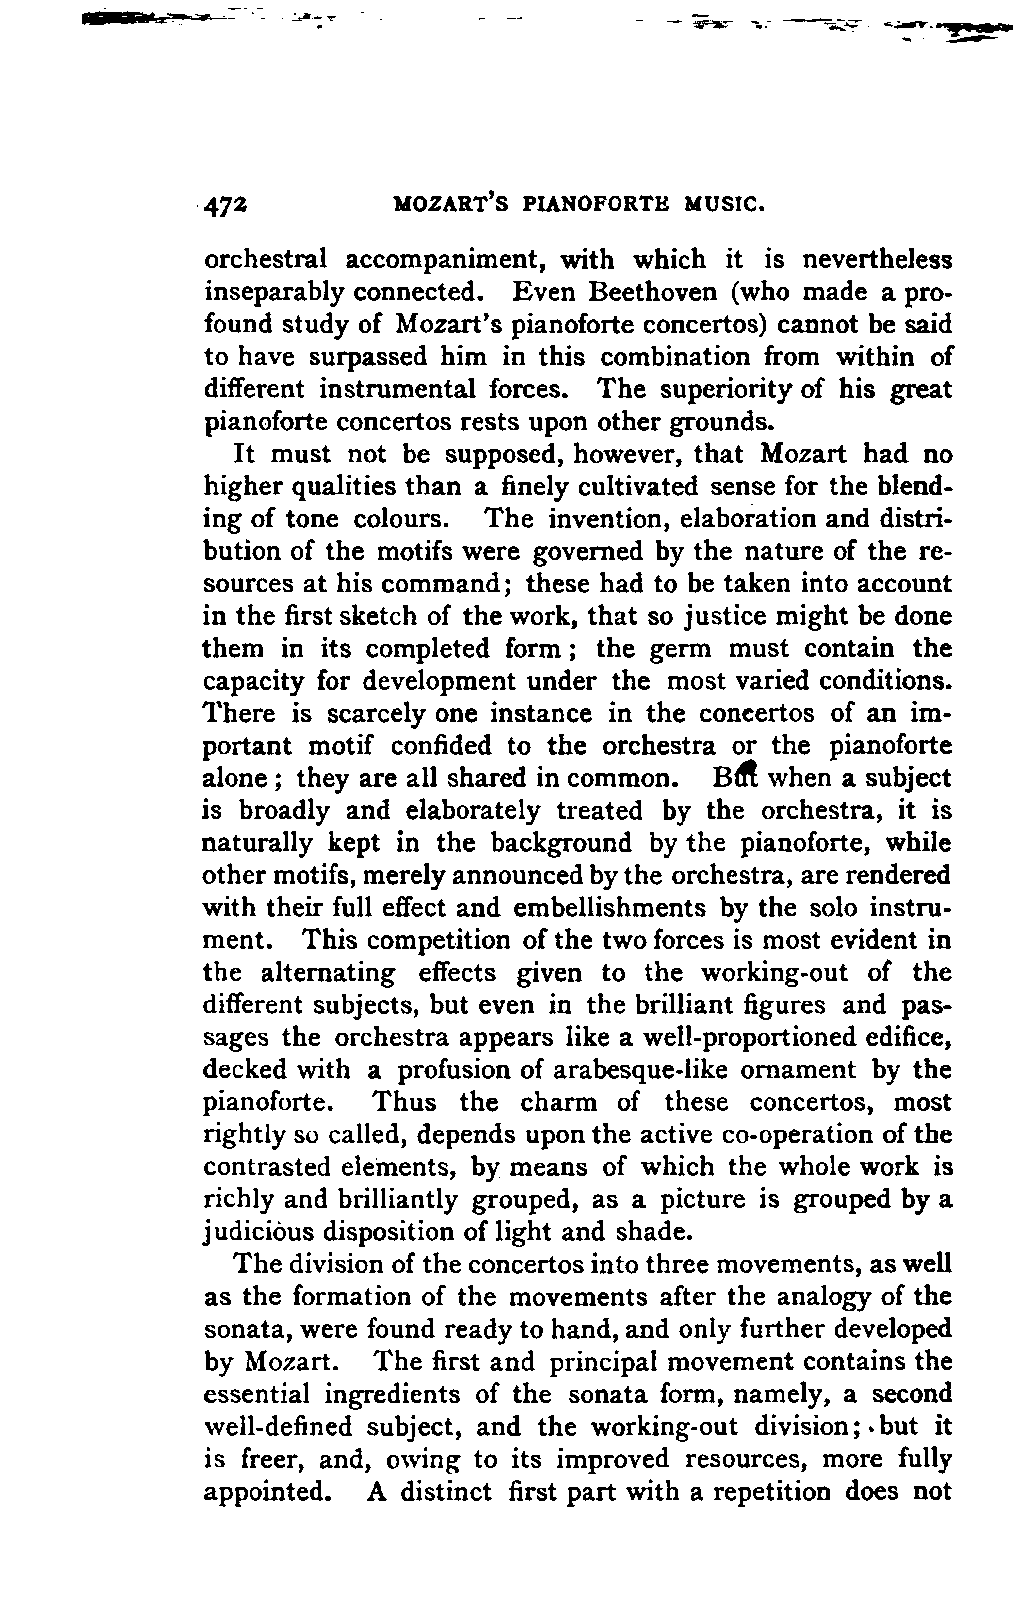 472 MOZART'S PIANOFORTE MUSIC.
orchestral accompaniment, with which it is nevertheless
inseparably connected. Even Beethoven (who made a pro-
found study of Mozart's pianoforte concertos) cannot be said
to have surpassed him in this combination from within of
different instrumental forces. The superiority of his great
pianoforte concertos rests upon other grounds.
It must not be supposed, however, that Mozart had no
higher qualities than a finely cultivated sense for the blend-
ing of tone colours. The invention, elaboration and distri-
bution of the motifs were governed by the nature of the re-
sources at his command; these had to be taken into account
in the first sketch of the work, that so justice might be done
them in its completed form; the germ must contain the
capacity for development under the most varied conditions.
There is scarcely one instance in the concertos of an im-
portant motif confided to the orchestra or the pianoforte
alone; they are all shared in common. But when a subject
is broadly and elaborately treated by the orchestra, it is
naturally kept in the background by the pianoforte, while
other motifs, merely announced by the orchestra, are rendered
with their full effect and embellishments by the solo instru-
ment. This competition of the two forces is most evident in
the alternating effects given to the working-out of the
different subjects, but even in the brilliant figures and pas-
sages the orchestra appears like a well-proportioned edifice,
decked with a profusion of arabesque-like ornament by the
pianoforte. Thus the charm of these concertos, most
rightly so called, depends upon the active co-operation of the
contrasted elements, by means of which the whole work is
richly and brilliantly grouped, as a picture is grouped by a
judicious disposition of light and shade.
The division of the concertos into three movements, as well
as the formation of the movements after the analogy of the
sonata, were found ready to hand, and only further developed
by Mozart. The first and principal movement contains the
essential ingredients of the sonata form, namely, a second
well-defined subject, and the working-out division; but it
is freer, and, owing to its improved resources, more fully
appointed. A distinct first part with a repetition does not